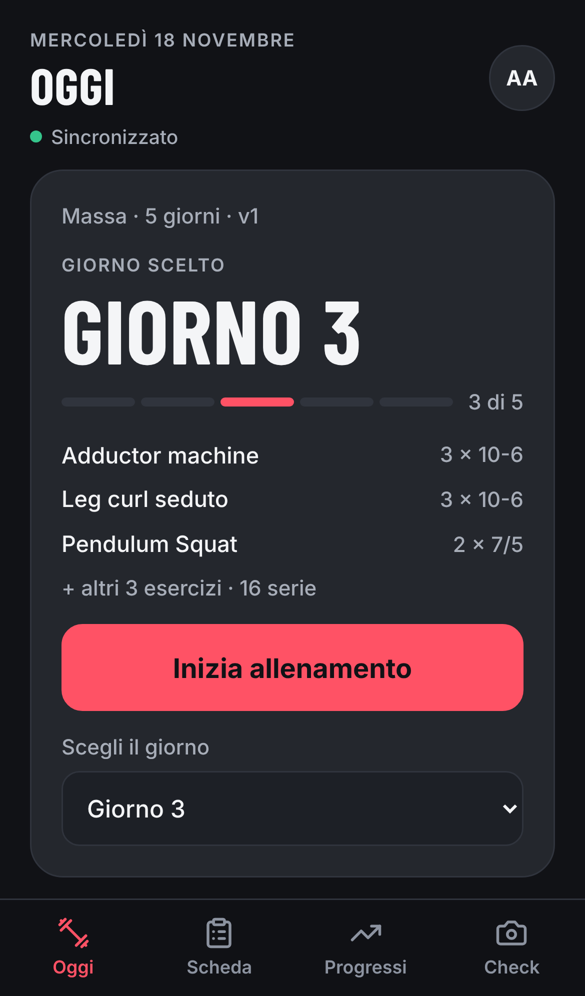 MERCOLEDÌ 18 NOVEMBRE
OGGI
AA
Sincronizzato
Massa · 5 giorni · v1
GIORNO SCELTO
GIORNO 3
3 di 5
Adductor machine 3 × 10-6
Leg curl seduto 3 × 10-6
Pendulum Squat 2 × 7/5
+ altri 3 esercizi · 16 serie
Inizia allenamento
Scegli il giorno
Giorno 3
Oggi Scheda Progressi Check